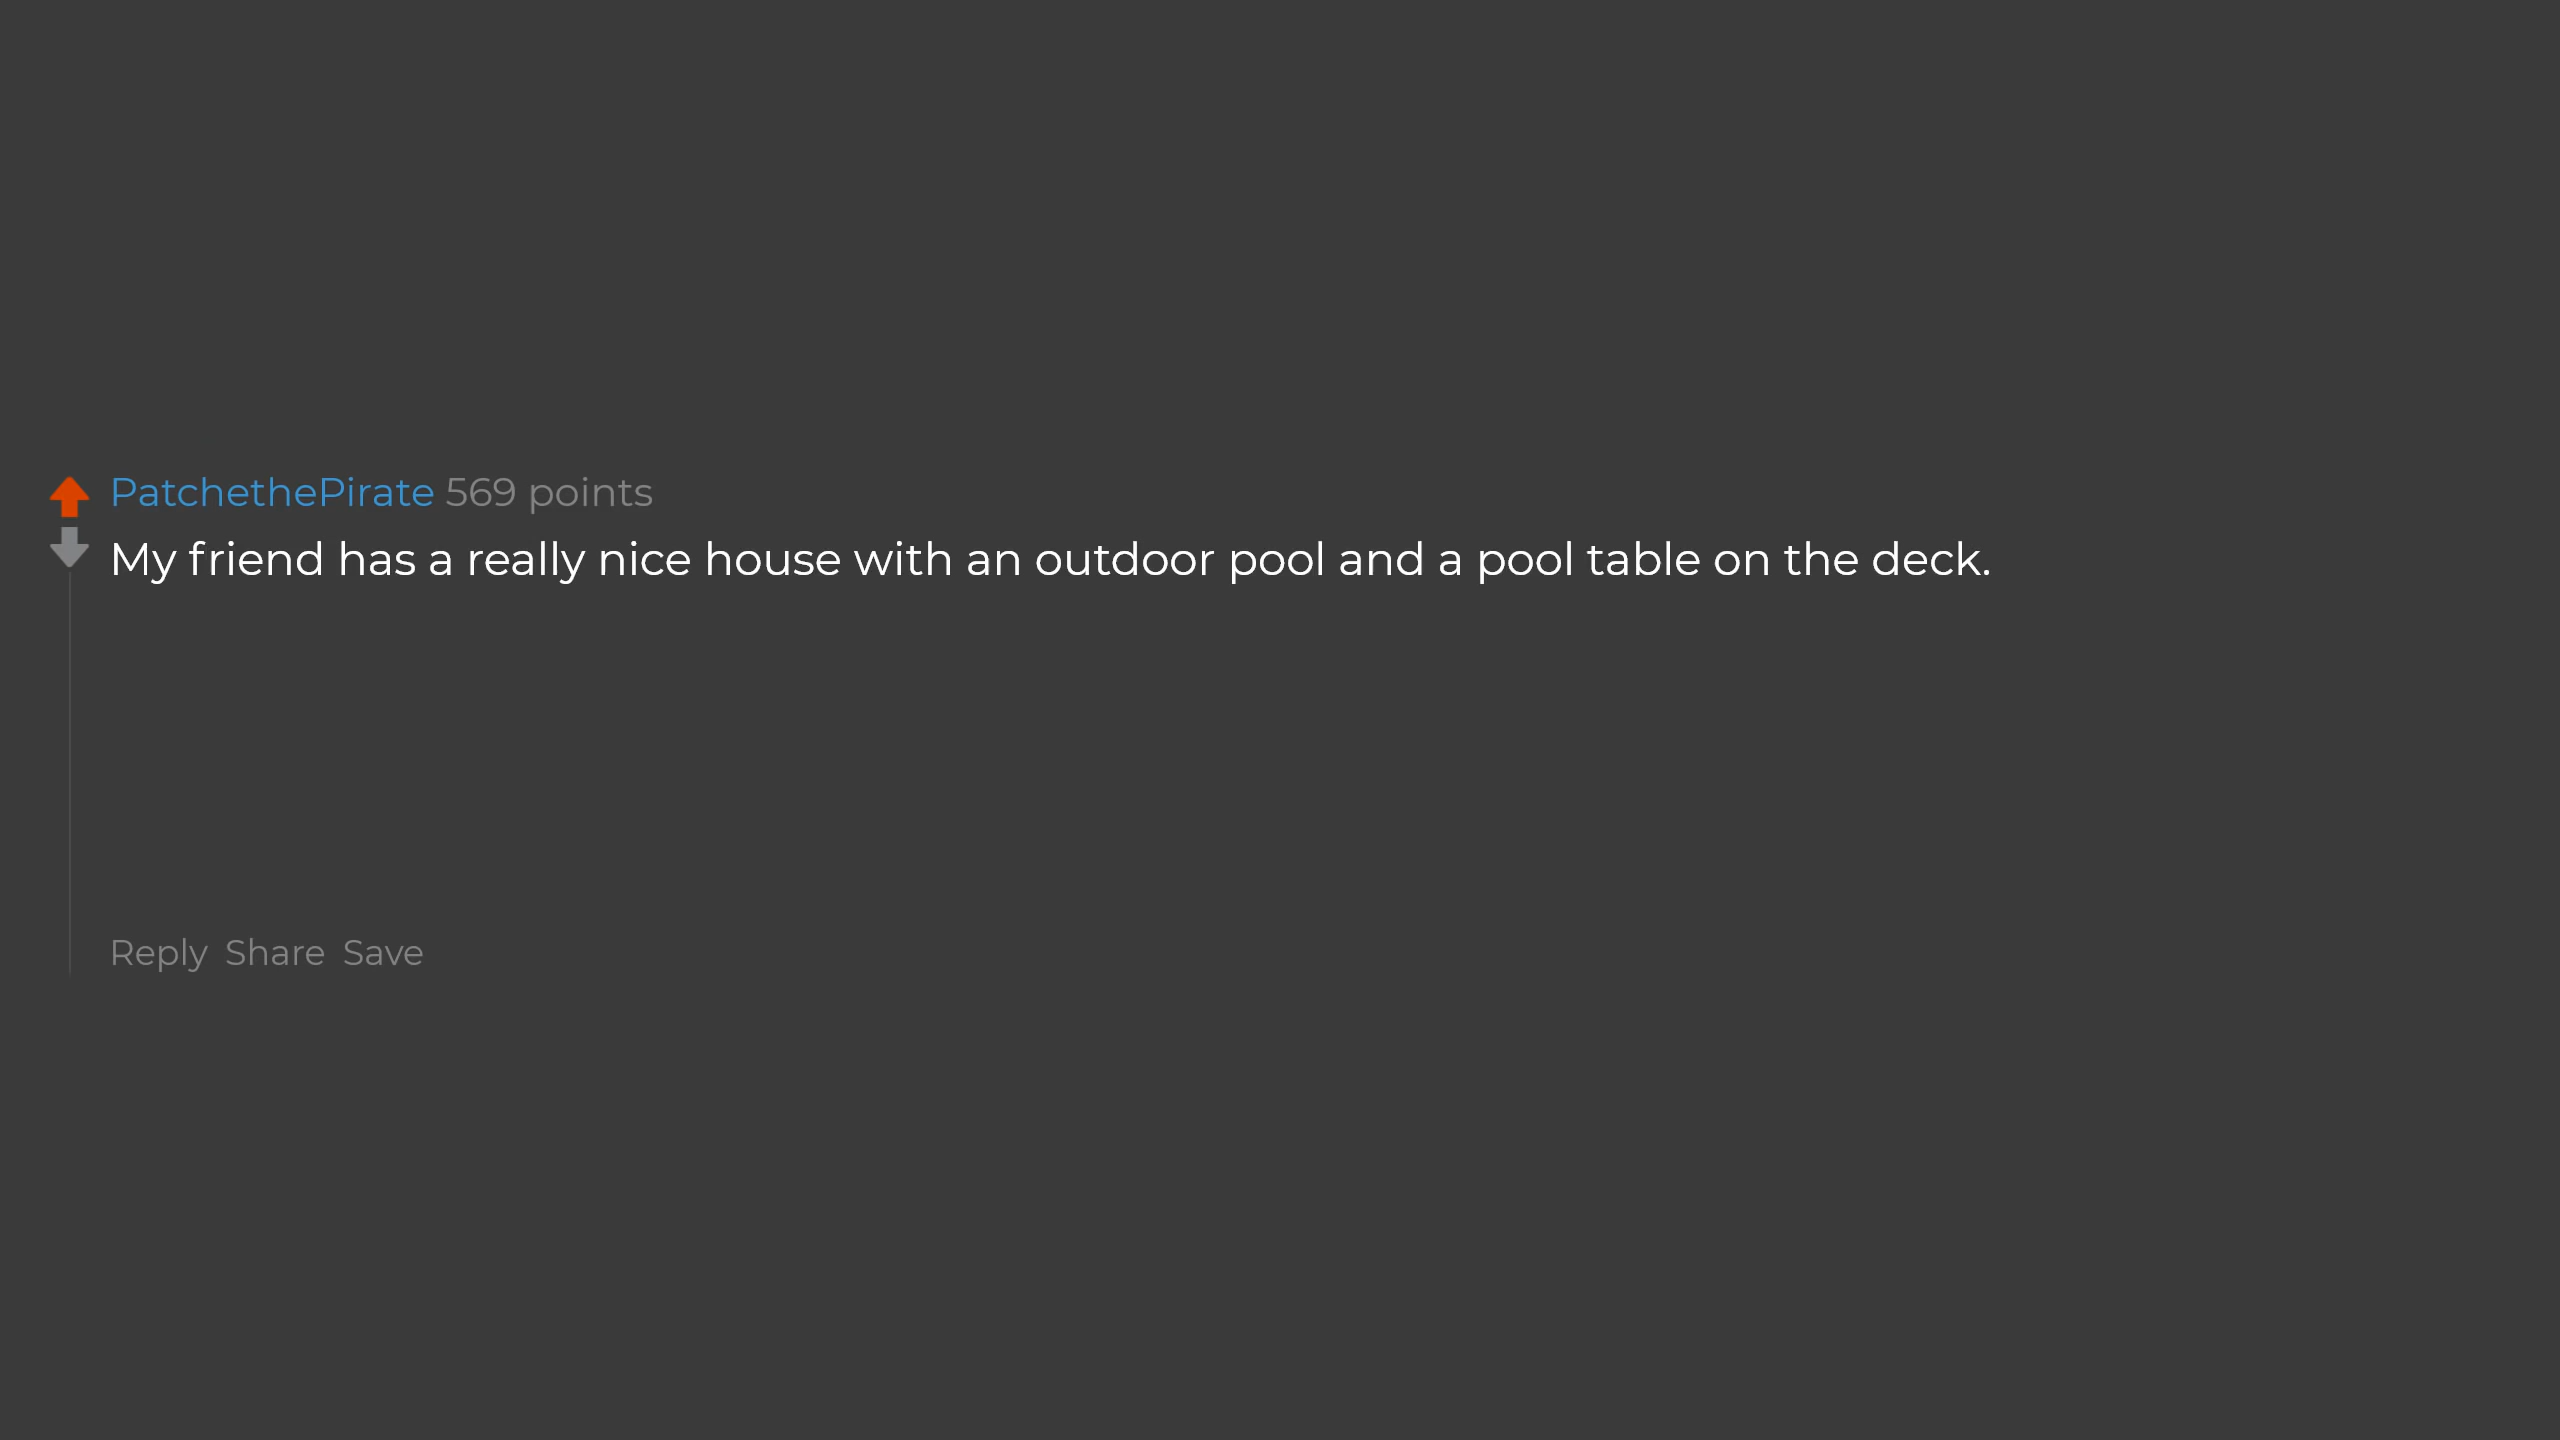 PatchethePirate 569 points
My friend has a really nice house with an outdoor pool and a pool table on the deck.
Reply Share Save